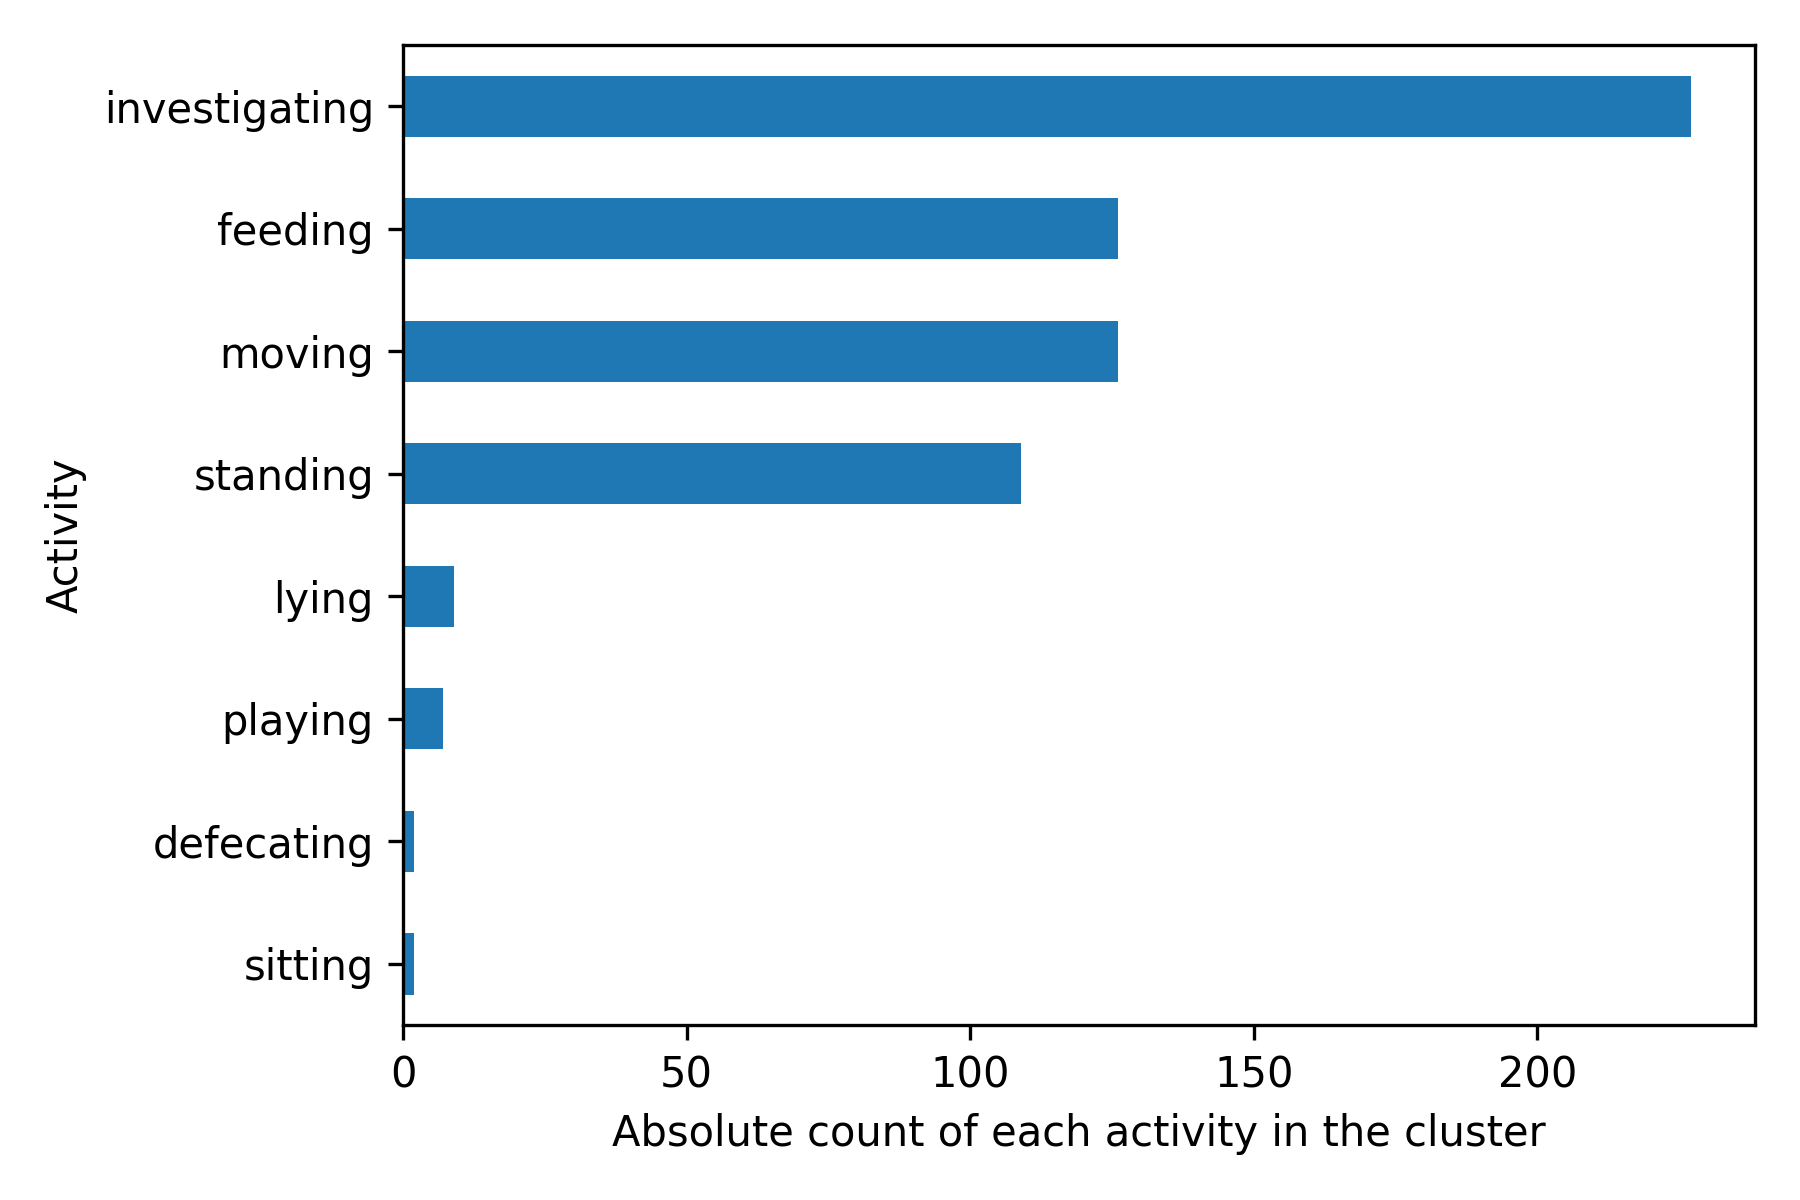 investigating
feeding
moving
standing
lying
playing
defecating
sitting
Activity
0 50 100 150 200
Absolute count of each activity in the cluster